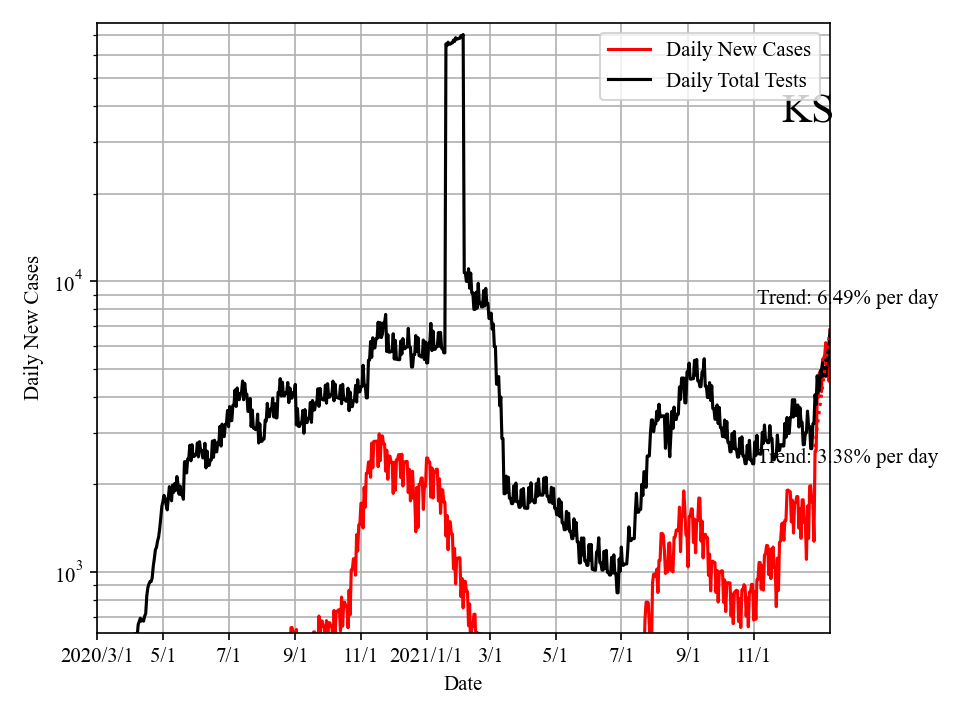 Daily New Cases
Daily Total Tests
KS
Daily New Cases
10^4
10^3
Trend: 6.49% per day
Trend: 3.38% per day
2020/3/1 5/1 7/1 9/1 11/1 2021/1/1 3/1 5/1 7/1 9/1 11/1
Date